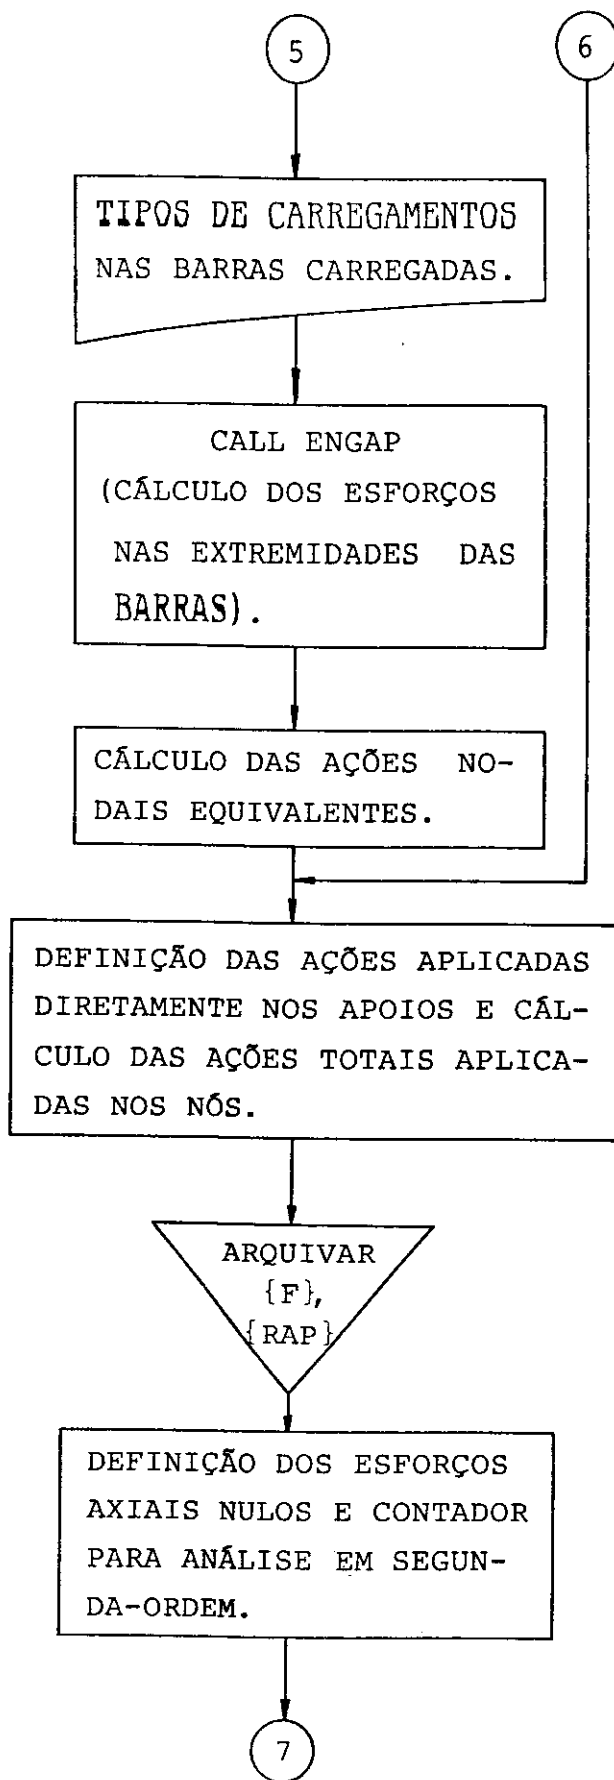 5
6
TIPOS DE CARREGAMENTOS
NAS BARRAS CARREGADAS.
CALL ENGAP
(CÁLCULO DOS ESFORÇOS
NAS EXTREMIDADES DAS
BARRAS).
CÁLCULO DAS AÇÕES NO-
DAIS EQUIVALENTES.
DEFINIÇÃO DAS AÇÕES APLICADAS
DIRETAMENTE NOS APOIOS E CÁL-
CULO DAS AÇÕES TOTAIS APLICA-
DAS NOS NÓS.
ARQUIVAR
{F},
{RAP}
DEFINIÇÃO DOS ESFORÇOS
AXIAIS NULOS E CONTADOR
PARA ANÁLISE EM SEGUN-
DA-ORDEM.
7